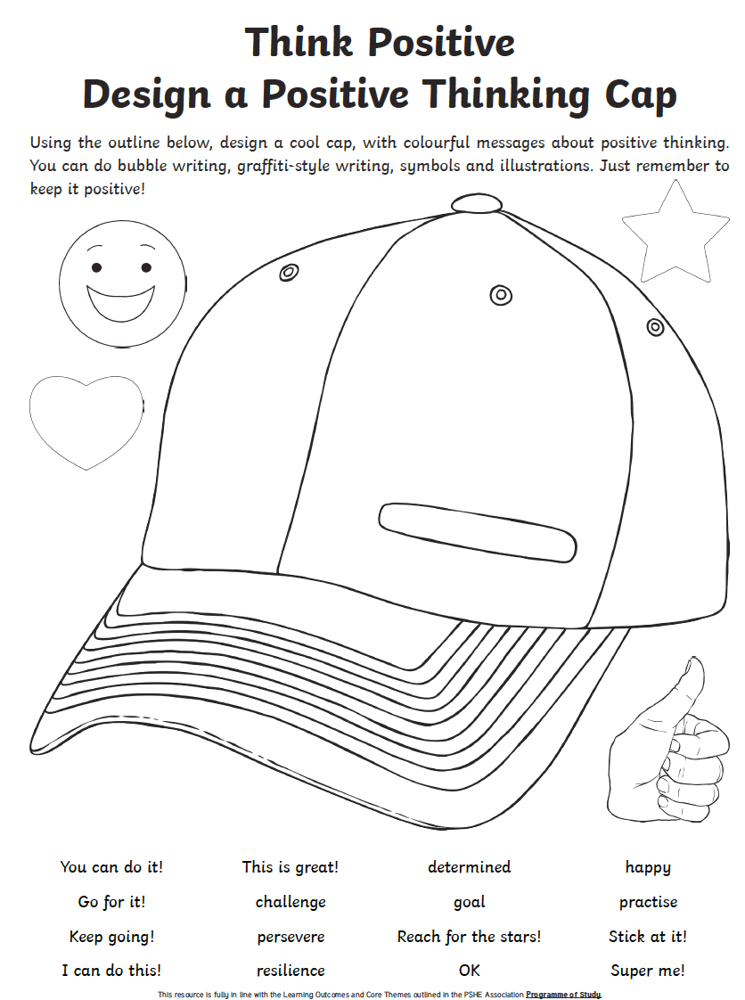 Think Positive
Design a Positive Thinking Cap
Using the outline below, design a cool cap, with colourful messages about positive thinking.
You can do bubble writing, graffiti-style writing, symbols and illustrations. Just remember to
keep it positive!
You can do it! This is great! determined happy
Go for it! challenge goal practise
Keep going! persevere Reach for the stars! Stick at it!
I can do this! resilience OK Super me!
This resource is fully in line with the Learning Outcomes and Core Themes outlined in the PSHE Association Programme of Study.